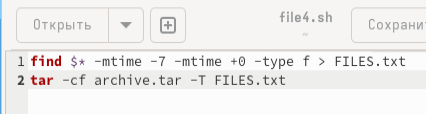 Открыть
file4.sh
~
Сохрани
1 find $* -mtime -7 -mtime +0 -type f > FILES.txt
2 tar -cf archive.tar -T FILES.txt